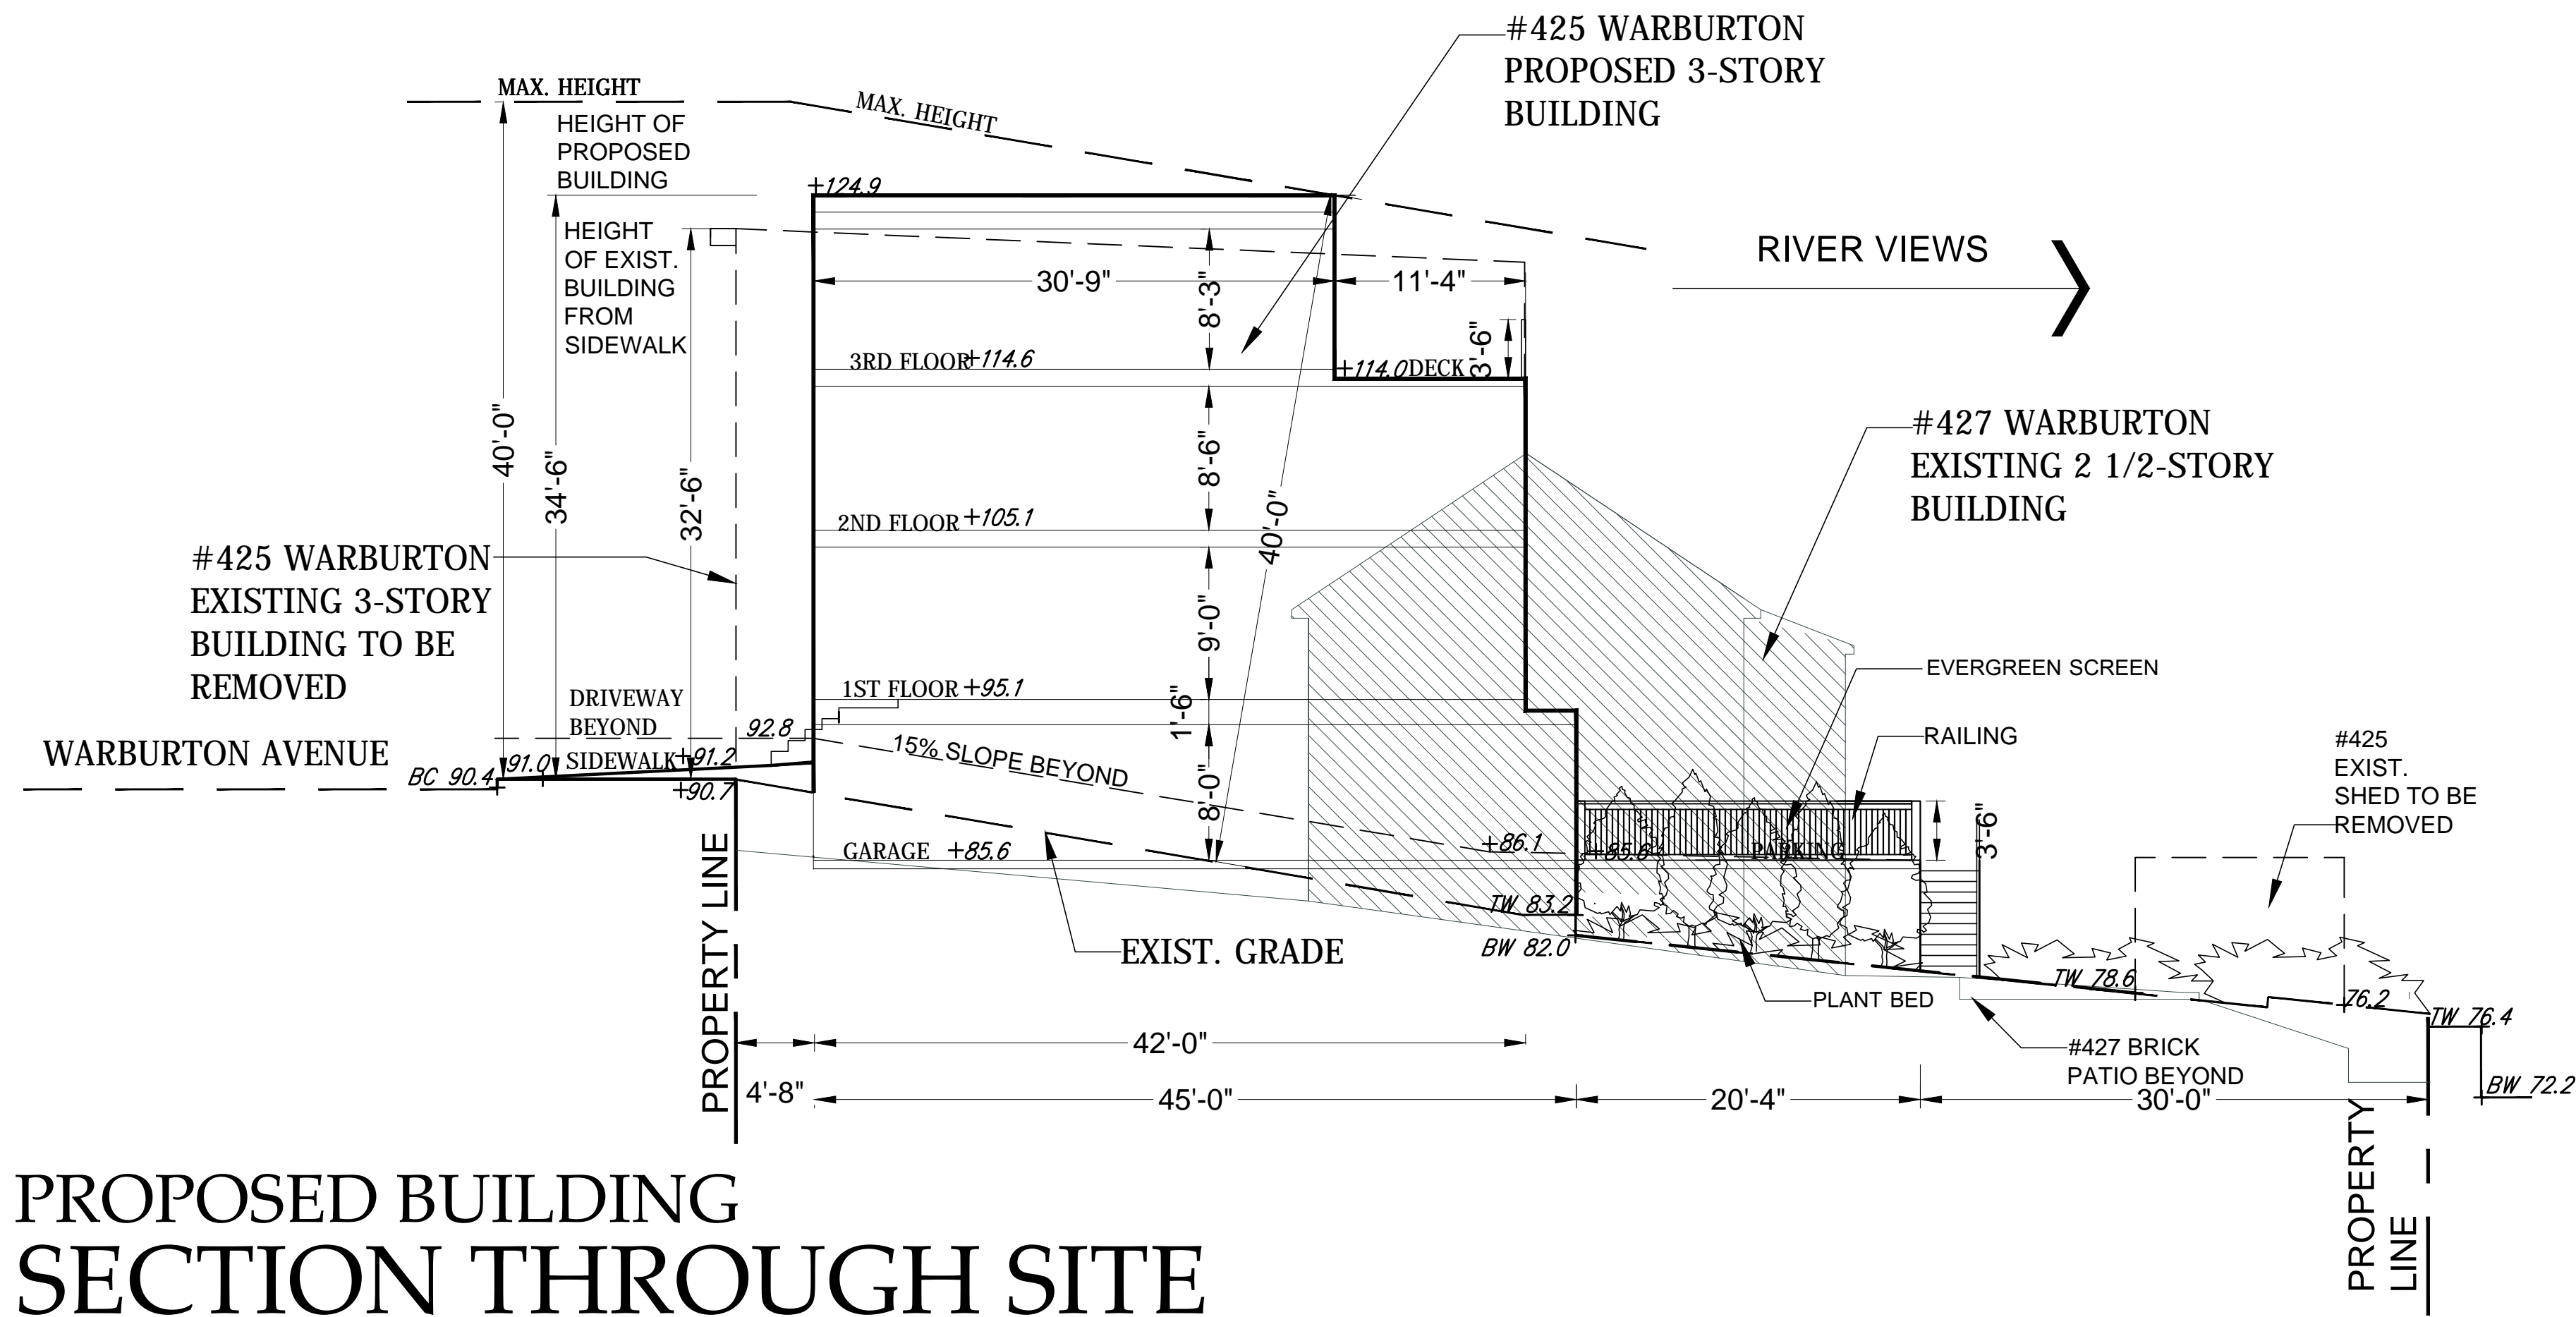 #425 WARBURTON
PROPOSED 3-STORY
BUILDING
MAX. HEIGHT
MAX. HEIGHT
HEIGHT OF
PROPOSED
BUILDING
+124.9
HEIGHT
OF EXIST.
BUILDING
FROM
SIDEWALK
RIVER VIEWS
30'-9"
11'-4"
8'-3"
3'-6"
3RD FLOOR +114.6
+114.0 DECK
40'-0"
34'-6"
32'-6"
8'-6"
40'-0"
#427 WARBURTON
EXISTING 2 1/2-STORY
BUILDING
2ND FLOOR +105.1
#425 WARBURTON
EXISTING 3-STORY
BUILDING TO BE
REMOVED
9'-0"
EVERGREEN SCREEN
1ST FLOOR +95.1
1'-6"
DRIVEWAY
BEYOND
92.8
RAILING
WARBURTON AVENUE
SIDEWALK +91.2
BC 90.4
91.0
+90.7
15% SLOPE BEYOND
8'-0"
#425
EXIST.
SHED TO BE
REMOVED
3'-6"
GARAGE +85.6
+86.1
+85.6
PARKING
TW 83.2
BW 82.0
EXIST. GRADE
PLANT BED
TW 78.6
76.2
TW 76.4
BW 72.2
#427 BRICK
PATIO BEYOND
PROPERTY LINE
42'-0"
4'-8"
45'-0"
20'-4"
30'-0"
PROPERTY
LINE
PROPOSED BUILDING
SECTION THROUGH SITE